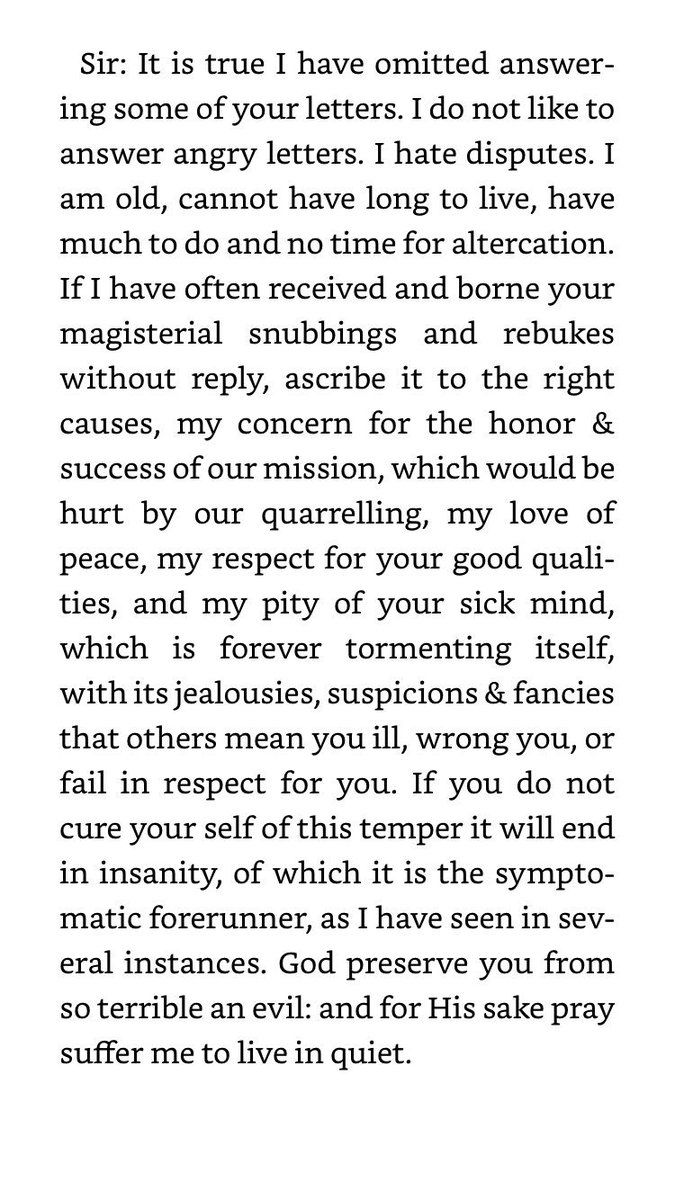 Sir: It is true I have omitted answer-
ing some of your letters. I do not like to
answer angry letters. I hate disputes. I
am old, cannot have long to live, have
much to do and no time for altercation.
If I have often received and borne your
magisterial snubbings and rebukes
without reply, ascribe it to the right
causes, my concern for the honor &
success of our mission, which would be
hurt by our quarrelling, my love of
peace, my respect for your good quali-
ties, and my pity of your sick mind,
which is forever tormenting itself,
with its jealousies, suspicions & fancies
that others mean you ill, wrong you, or
fail in respect for you. If you do not
cure your self of this temper it will end
in insanity, of which it is the sympto-
matic forerunner, as I have seen in sev-
eral instances. God preserve you from
so terrible an evil: and for His sake pray
suffer me to live in quiet.